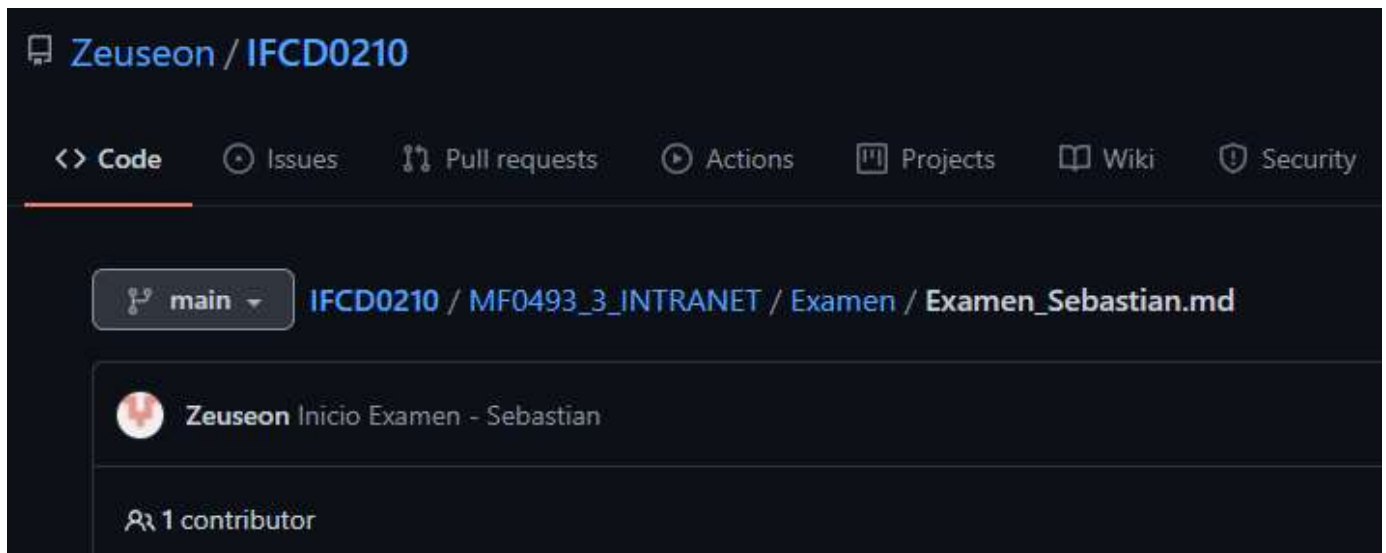 Zeuseon / IFCD0210
Code Issues Pull requests Actions Projects Wiki Security
main IFCD0210 / MF0493_3_INTRANET / Examen / Examen_Sebastian.md
Zeuseon Inicio Examen - Sebastian
1 contributor